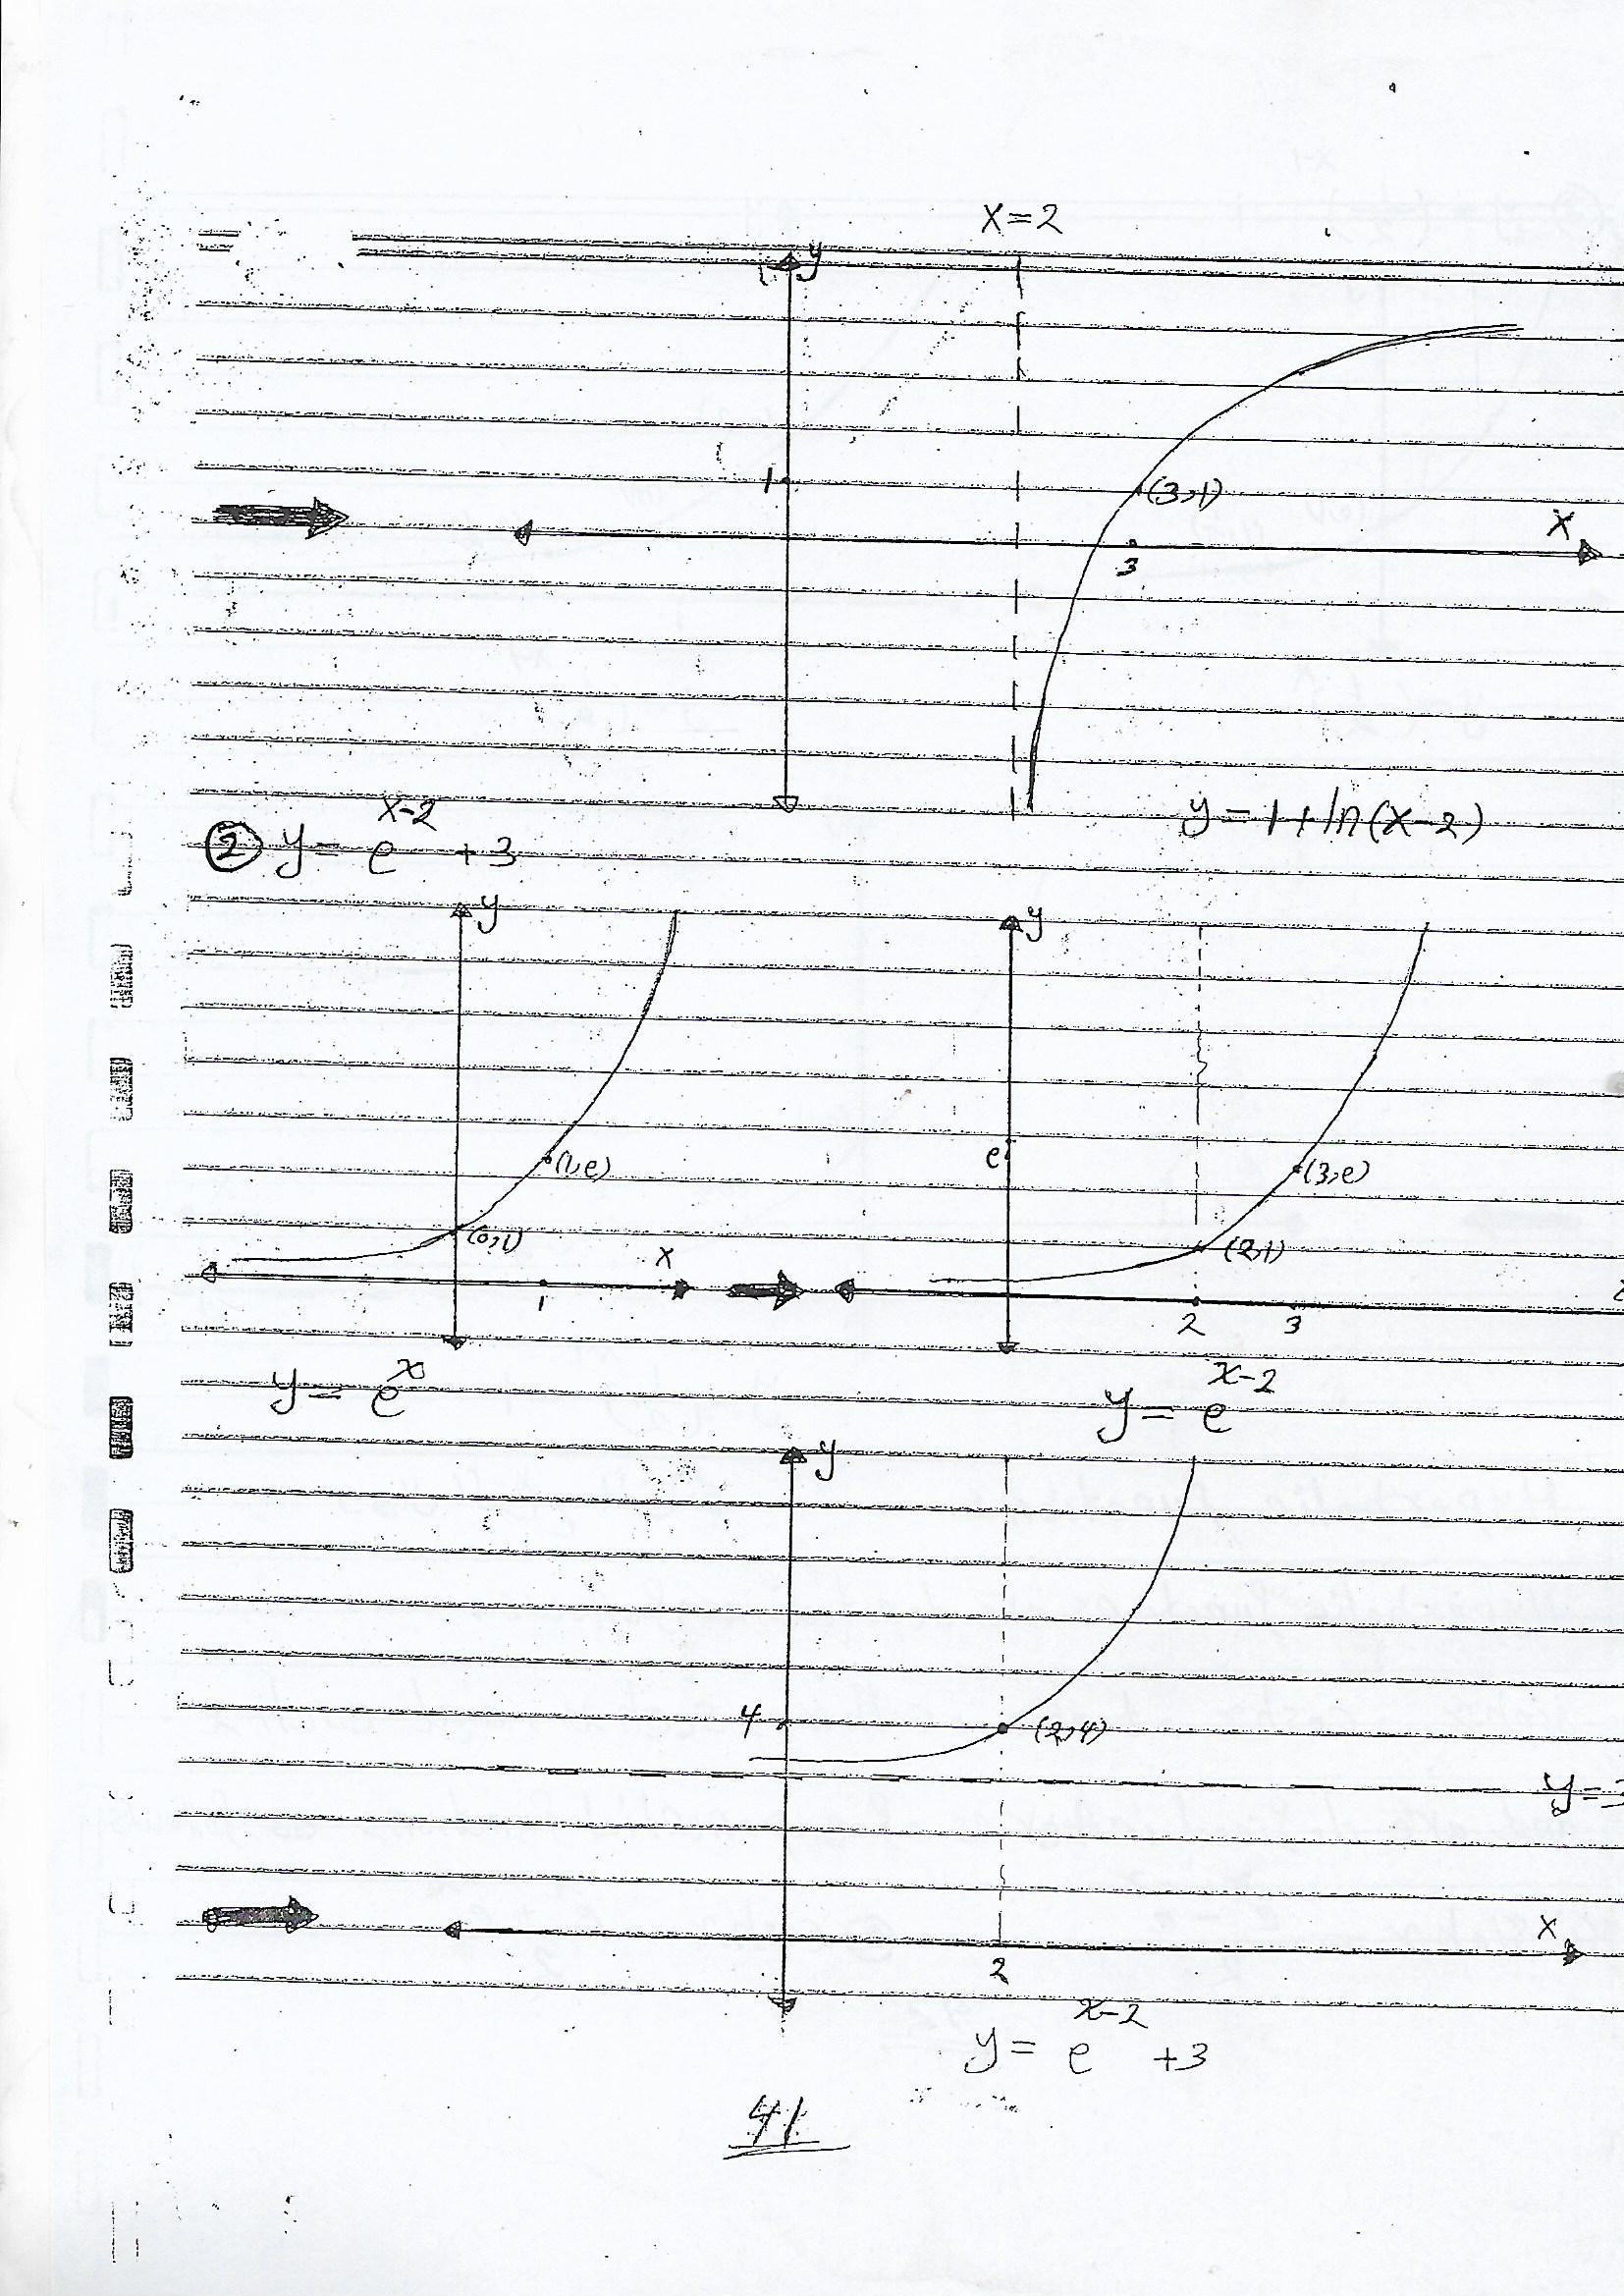 x=2
y
1
(3,1)
x
3
y = 1+ln(x-2)
② y = e^{x-2} + 3
y
y
(1,e)
e
(3,e)
(0,1)
x
(2,1)
1
2
3
y = e^x
y = e^{x-2}
y
4
(2,4)
y=3
x
2
y = e^{x-2} +3
41